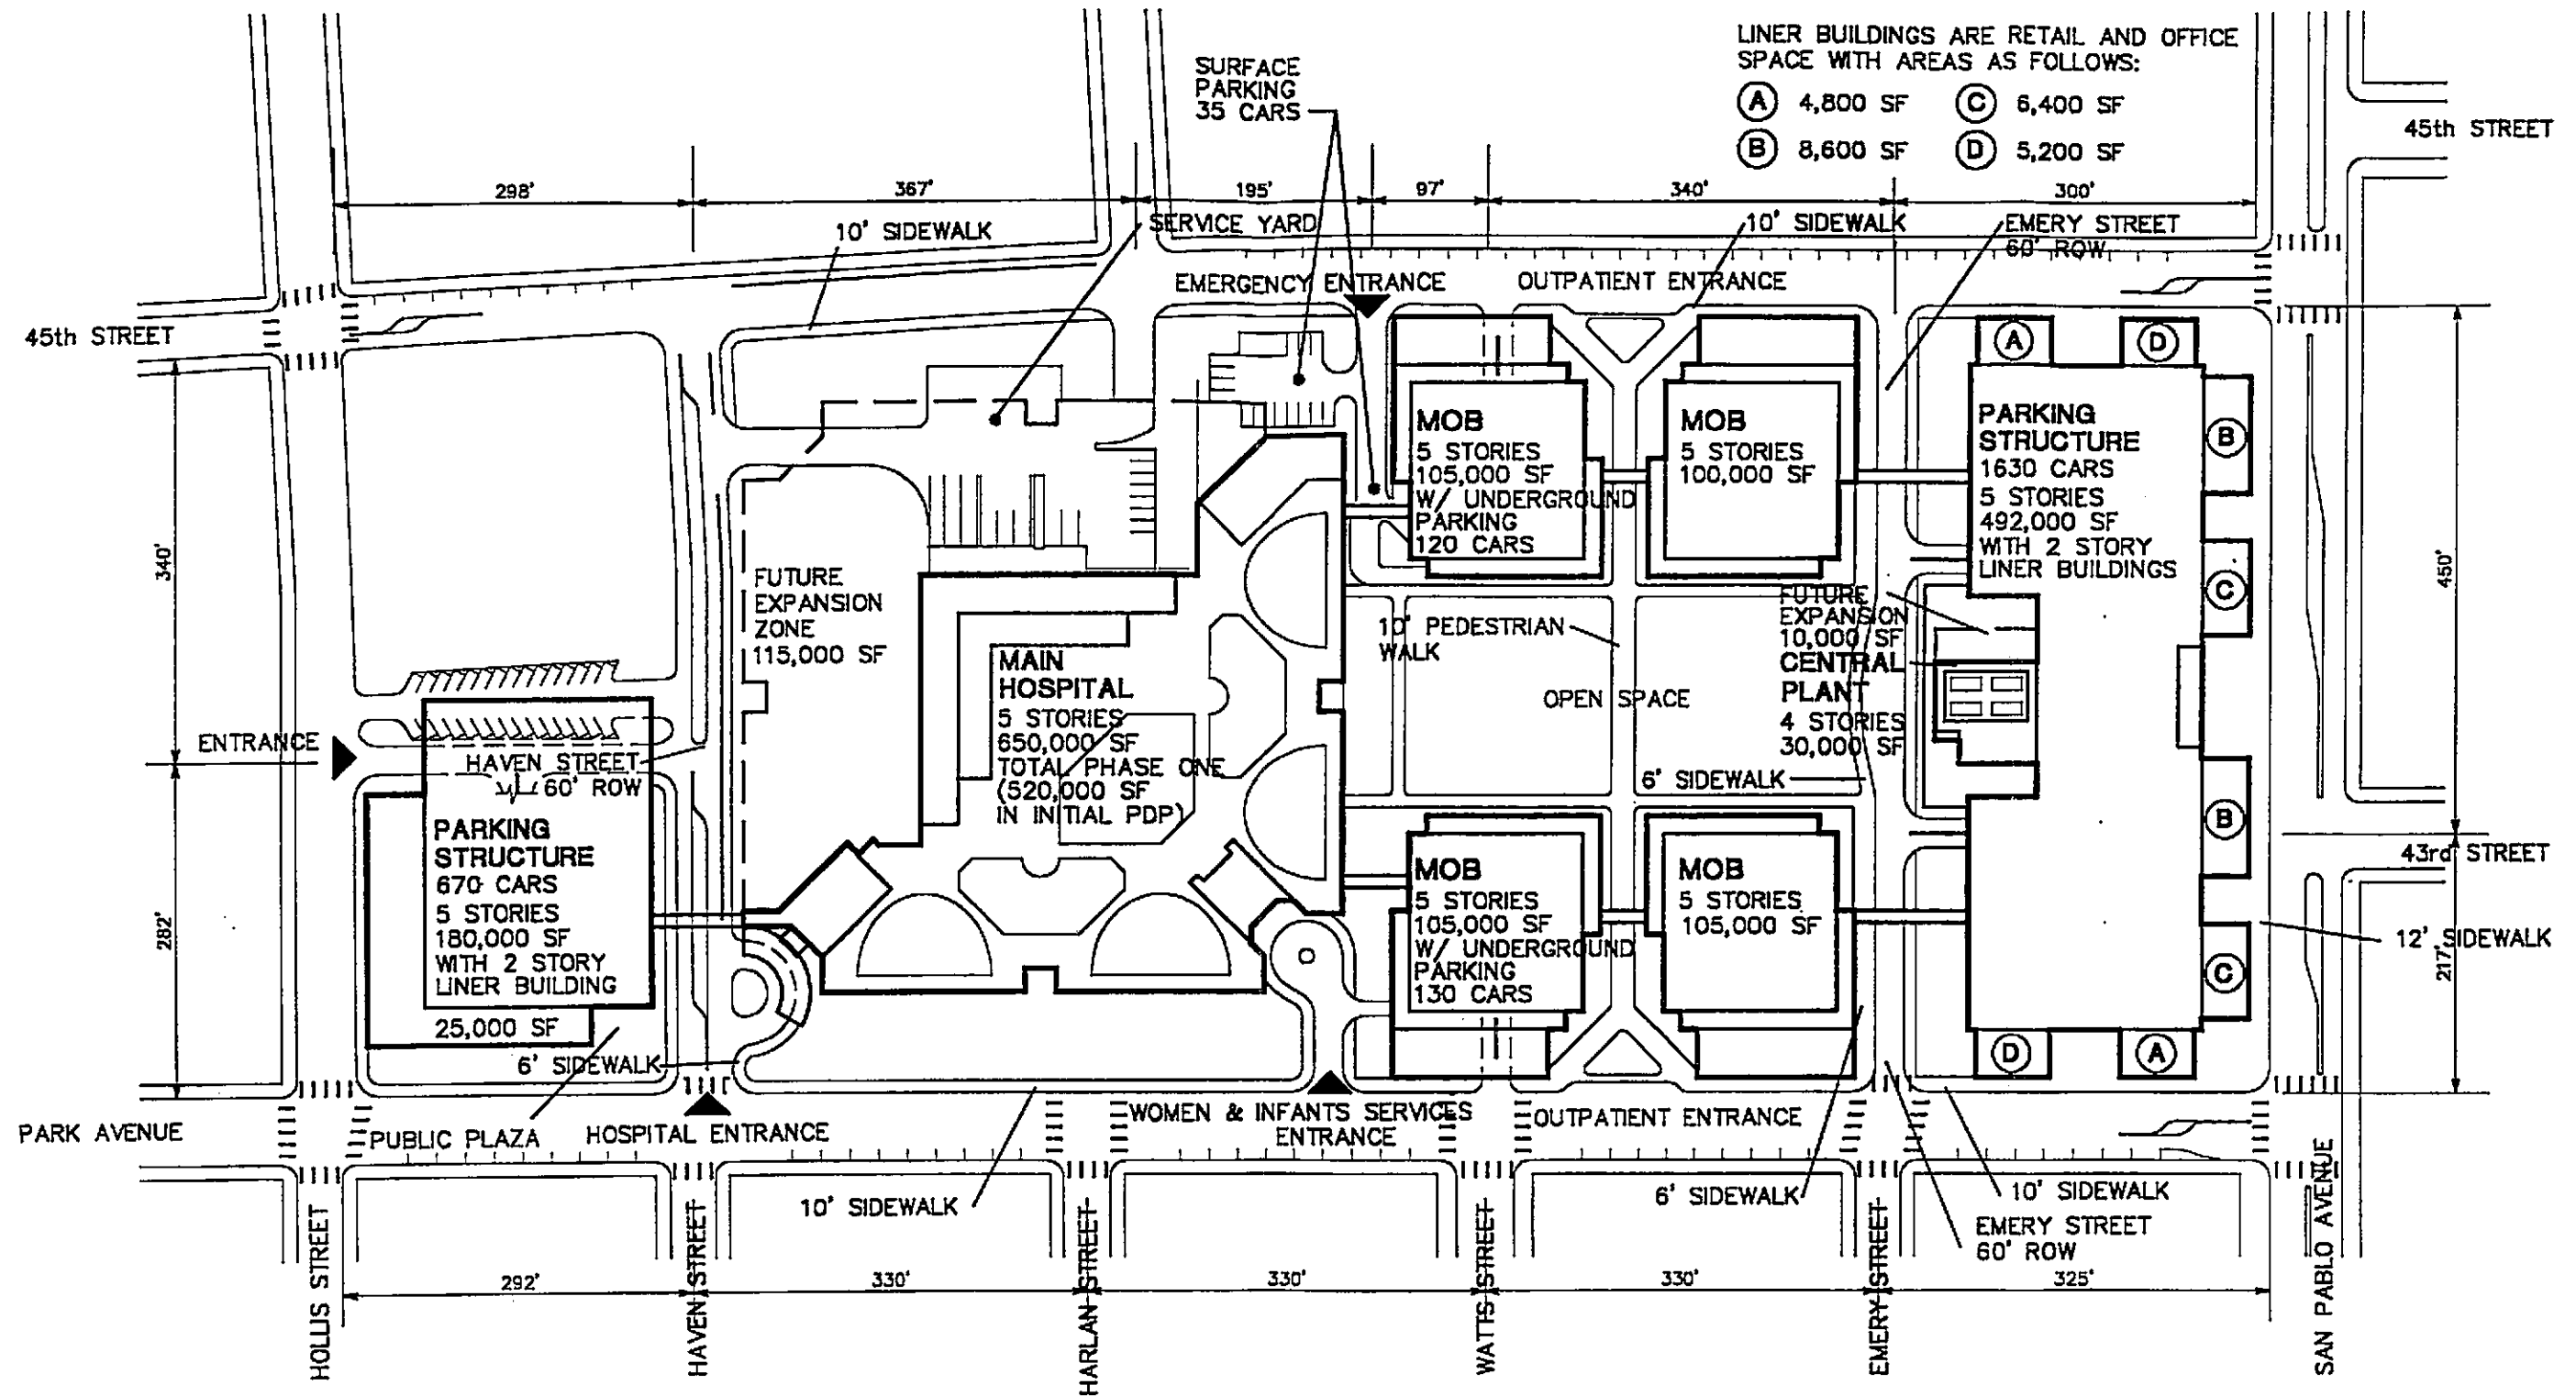 LINER BUILDINGS ARE RETAIL AND OFFICE
SPACE WITH AREAS AS FOLLOWS:
A 4,800 SF C 6,400 SF
B 8,600 SF D 5,200 SF
SURFACE
PARKING
35 CARS
45th STREET
298'
367'
195'
97'
340'
300'
10' SIDEWALK
SERVICE YARD
10' SIDEWALK
EMERY STREET
60' ROW
EMERGENCY ENTRANCE
OUTPATIENT ENTRANCE
45th STREET
A
D
MOB
5 STORIES
105,000 SF
W/ UNDERGROUND
PARKING
120 CARS
MOB
5 STORIES
100,000 SF
PARKING
STRUCTURE
1630 CARS
5 STORIES
492,000 SF
WITH 2 STORY
LINER BUILDINGS
B
C
B
C
340'
450'
FUTURE
EXPANSION
ZONE
115,000 SF
MAIN
HOSPITAL
5 STORIES
650,000 SF
TOTAL PHASE ONE
(520,000 SF
IN INITIAL PDP)
10' PEDESTRIAN
WALK
OPEN SPACE
FUTURE
EXPANSION
10,000 SF
CENTRAL
PLANT
4 STORIES
30,000 SF
6' SIDEWALK
ENTRANCE
HAVEN STREET
60' ROW
PARKING
STRUCTURE
670 CARS
5 STORIES
180,000 SF
WITH 2 STORY
LINER BUILDING
25,000 SF
282'
6' SIDEWALK
MOB
5 STORIES
105,000 SF
W/ UNDERGROUND
PARKING
130 CARS
MOB
5 STORIES
105,000 SF
43rd STREET
12' SIDEWALK
217'
D
A
PARK AVENUE
PUBLIC PLAZA
HOSPITAL ENTRANCE
WOMEN & INFANTS SERVICES
ENTRANCE
OUTPATIENT ENTRANCE
10' SIDEWALK
6' SIDEWALK
10' SIDEWALK
EMERY STREET
60' ROW
292'
330'
330'
330'
325'
HOLLIS STREET
HAVEN STREET
HARLAN STREET
WATTS STREET
EMERY STREET
SAN PABLO AVENUE